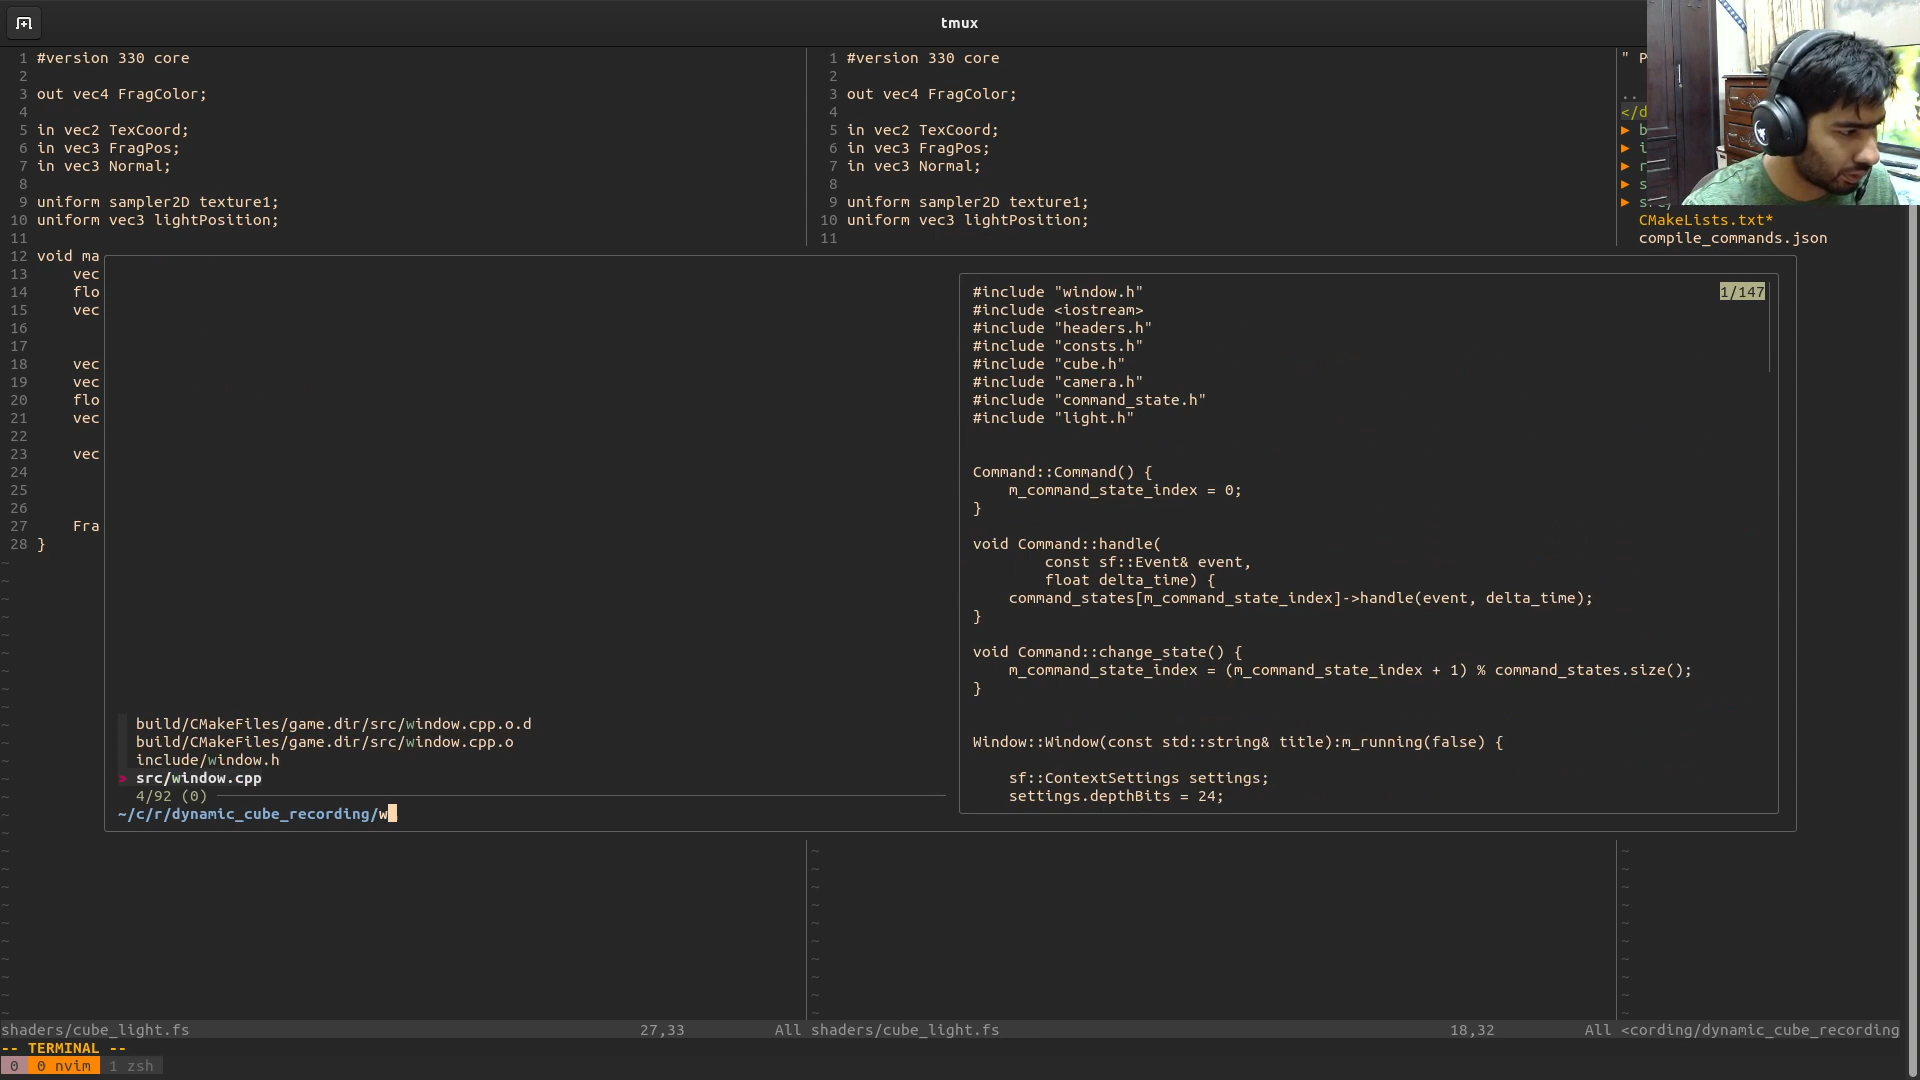 tmux
1 #version 330 core
2
3 out vec4 FragColor;
4
5 in vec2 TexCoord;
6 in vec3 FragPos;
7 in vec3 Normal;
8
9 uniform sampler2D texture1;
10 uniform vec3 lightPosition;
11
12 void ma
13 vec
14 flo
15 vec
16
17
18 vec
19 vec
20 flo
21 vec
22
23 vec
24
25
26
27 Fra
28 }
1 #version 330 core
2
3 out vec4 FragColor;
4
5 in vec2 TexCoord;
6 in vec3 FragPos;
7 in vec3 Normal;
8
9 uniform sampler2D texture1;
10 uniform vec3 lightPosition;
11
" P
..
</d
▶ b
▶ i
▶ r
▶ s
▶ sr
CMakeLists.txt*
compile_commands.json
build/CMakeFiles/game.dir/src/window.cpp.o.d
build/CMakeFiles/game.dir/src/window.cpp.o
include/window.h
> src/window.cpp
4/92 (0)
~/c/r/dynamic_cube_recording/w
#include "window.h" 1/147
#include <iostream>
#include "headers.h"
#include "consts.h"
#include "cube.h"
#include "camera.h"
#include "command_state.h"
#include "light.h"
Command::Command() {
m_command_state_index = 0;
}
void Command::handle(
const sf::Event& event,
float delta_time) {
command_states[m_command_state_index]->handle(event, delta_time);
}
void Command::change_state() {
m_command_state_index = (m_command_state_index + 1) % command_states.size();
}
Window::Window(const std::string& title):m_running(false) {
sf::ContextSettings settings;
settings.depthBits = 24;
shaders/cube_light.fs 27,33 All shaders/cube_light.fs 18,32 All <cording/dynamic_cube_recording
-- TERMINAL --
0 0 nvim 1 zsh